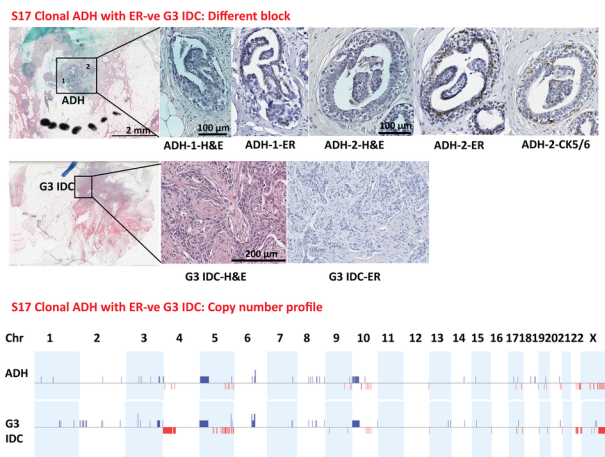 S17 Clonal ADH with ER-ve G3 IDC: Different block
2
1
ADH
2 mm
100 µm
100 µm
ADH-1-H&E ADH-1-ER ADH-2-H&E ADH-2-ER ADH-2-CK5/6
G3 IDC
200 µm
G3 IDC-H&E G3 IDC-ER
S17 Clonal ADH with ER-ve G3 IDC: Copy number profile
Chr 1 2 3 4 5 6 7 8 9 10 11 12 13 14 15 16 17 18 19 20 21 22 X
ADH
G3
IDC